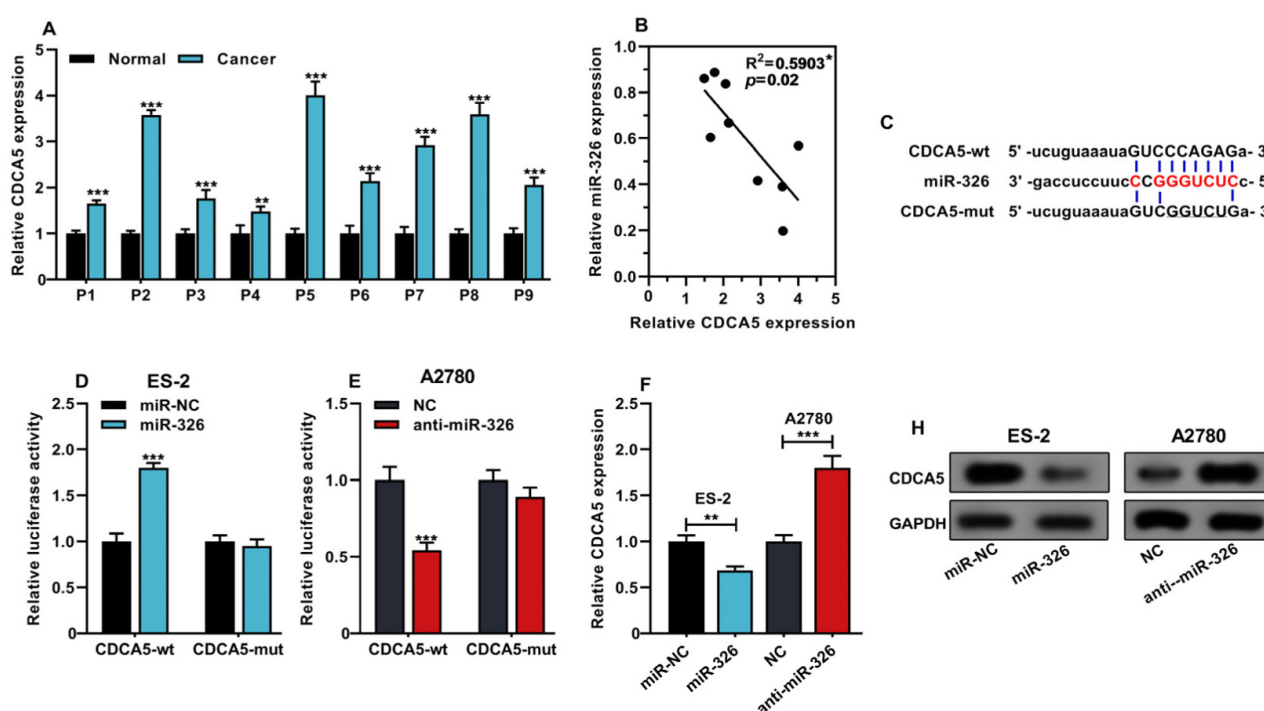 A
Normal
Cancer
Relative CDCA5 expression
5
4
3
2
1
0
***
***
***
**
***
***
***
***
***
P1
P2
P3
P4
P5
P6
P7
P8
P9
B
Relative miR-326 expression
1.0
0.8
0.6
0.4
0.2
0.0
R²=0.5903*
p=0.02
0
1
2
3
4
5
Relative CDCA5 expression
C
CDCA5-wt 5' -ucuguaaauaGUCCCAGAGa- 3
miR-326 3' -gaccuccuucCCGGGUCUCc- 5
CDCA5-mut 5' -ucuguaaauaGUCGGUCUGa- 3
D
ES-2
miR-NC
miR-326
Relative luciferase activity
2.5
2.0
1.5
1.0
0.5
0
***
CDCA5-wt
CDCA5-mut
E
A2780
NC
anti-miR-326
Relative luciferase activity
1.5
1.0
0.5
0
***
CDCA5-wt
CDCA5-mut
F
Relative CDCA5 expression
2.5
2.0
1.5
1.0
0.5
0
ES-2
**
A2780
***
miR-NC
miR-326
NC
anti-miR-326
H
ES-2
A2780
CDCA5
GAPDH
miR-NC
miR-326
NC
anti--miR-326